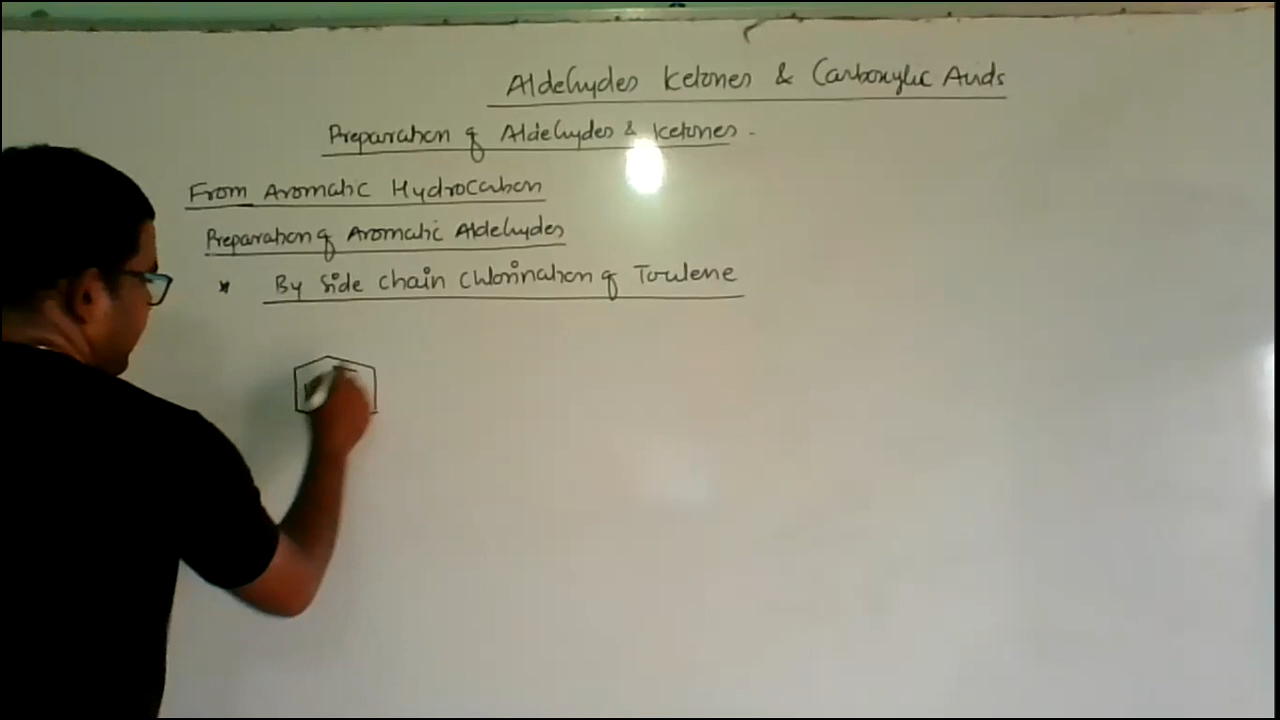 Aldehydes Ketones & Carboxylic Acids
Preparation of Aldehydes & Ketones.
From Aromatic Hydrocarbon
Preparation of Aromatic Aldehydes
* By Side Chain Chlorination of Toulene